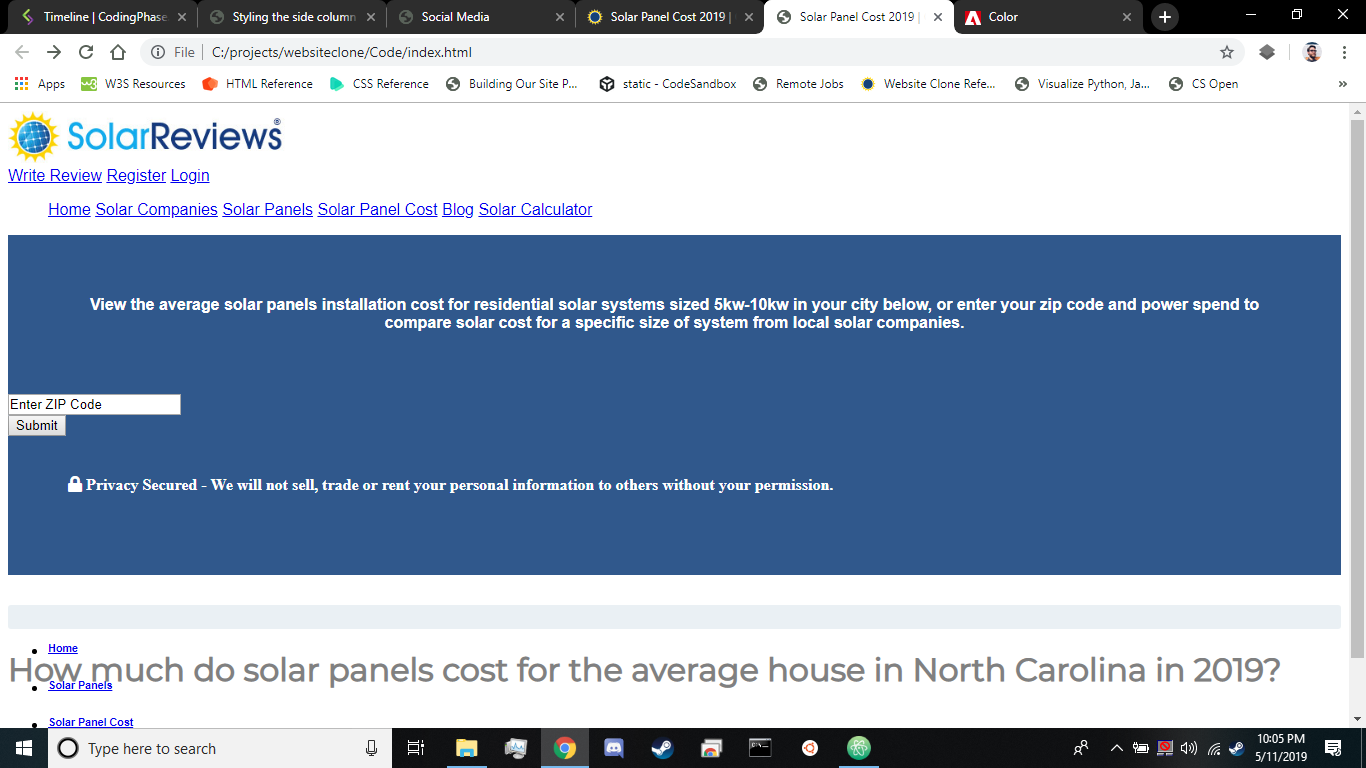 Timeline | CodingPhase
Styling the side column
Social Media
Solar Panel Cost 2019 |
Solar Panel Cost 2019 |
Color
File C:/projects/websiteclone/Code/index.html
Apps W3S Resources HTML Reference CSS Reference Building Our Site P... static - CodeSandbox Remote Jobs Website Clone Refe... Visualize Python, Ja... CS Open »
SolarReviews®
Write Review Register Login
Home Solar Companies Solar Panels Solar Panel Cost Blog Solar Calculator
View the average solar panels installation cost for residential solar systems sized 5kw-10kw in your city below, or enter your zip code and power spend to
compare solar cost for a specific size of system from local solar companies.
Enter ZIP Code
Submit
Privacy Secured - We will not sell, trade or rent your personal information to others without your permission.
Home
How much do solar panels cost for the average house in North Carolina in 2019?
Solar Panels
Solar Panel Cost
Type here to search
10:05 PM
5/11/2019